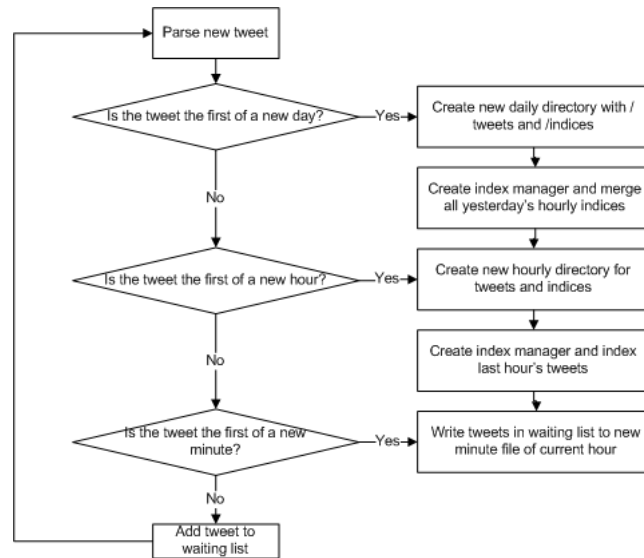 Parse new tweet
Is the tweet the first of a new day?
Yes
Create new daily directory with /
tweets and /indices
No
Create index manager and merge
all yesterday's hourly indices
Is the tweet the first of a new hour?
Yes
Create new hourly directory for
tweets and indices
No
Create index manager and index
last hour's tweets
Is the tweet the first of a new
minute?
Yes
Write tweets in waiting list to new
minute file of current hour
No
Add tweet to
waiting list